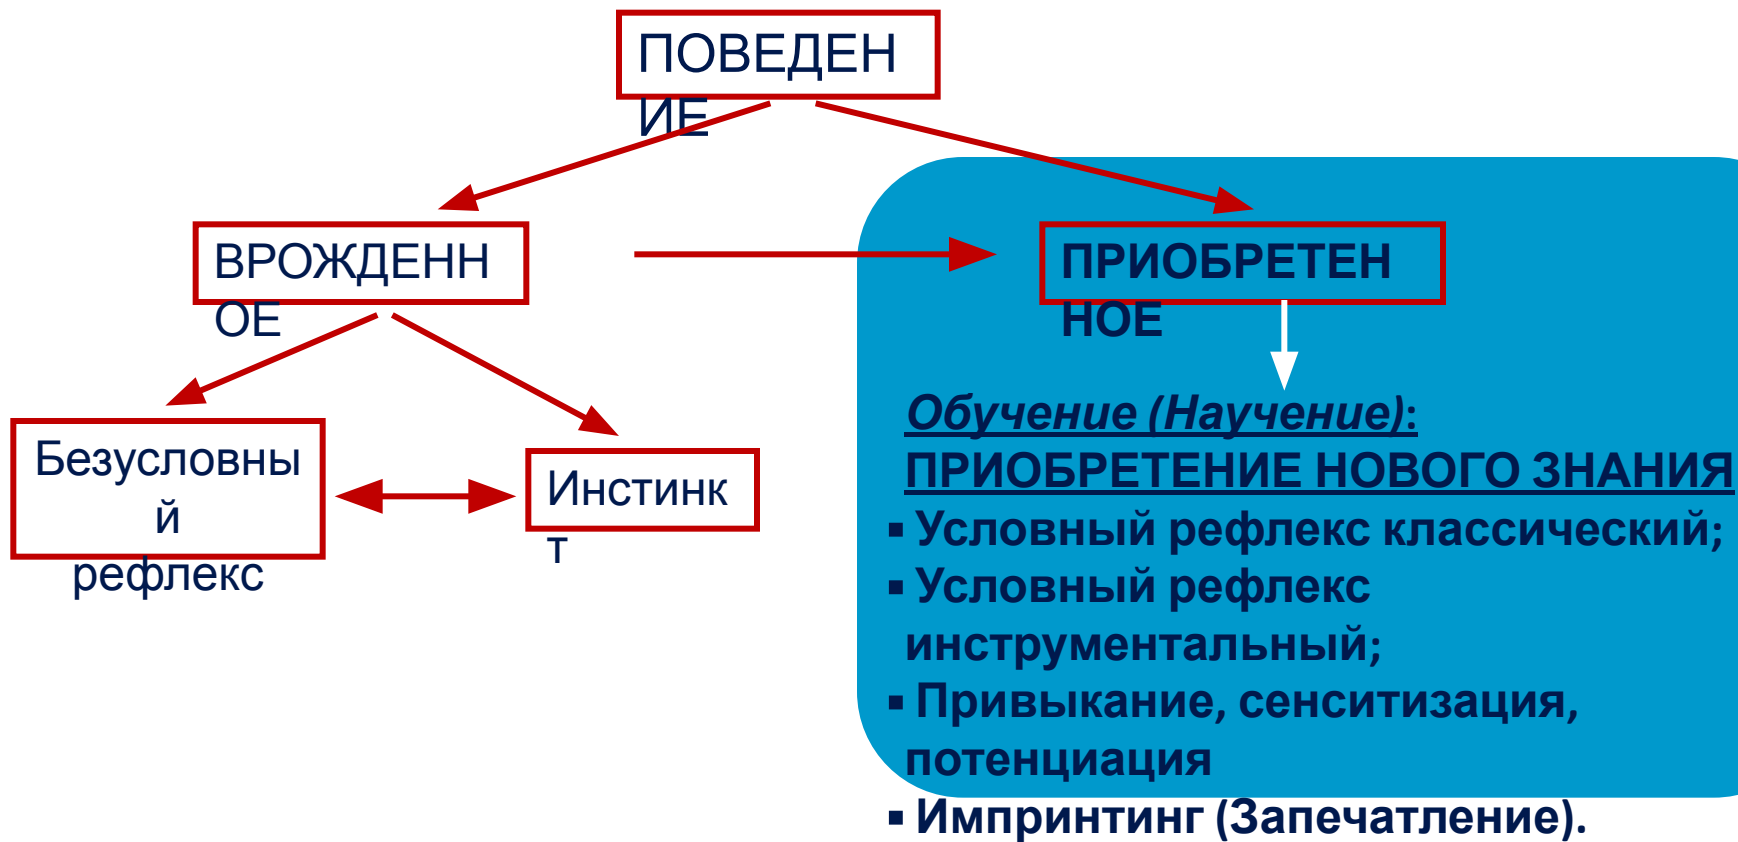 ПОВЕДЕН
ИЕ
ВРОЖДЕНН
ОЕ
ПРИОБРЕТЕН
НОЕ
Безусловны
й
рефлекс
Инстинк
т
Обучение (Научение):
ПРИОБРЕТЕНИЕ НОВОГО ЗНАНИЯ
▪ Условный рефлекс классический;
▪ Условный рефлекс
инструментальный;
▪ Привыкание, сенситизация,
потенциация
▪ Импринтинг (Запечатление).